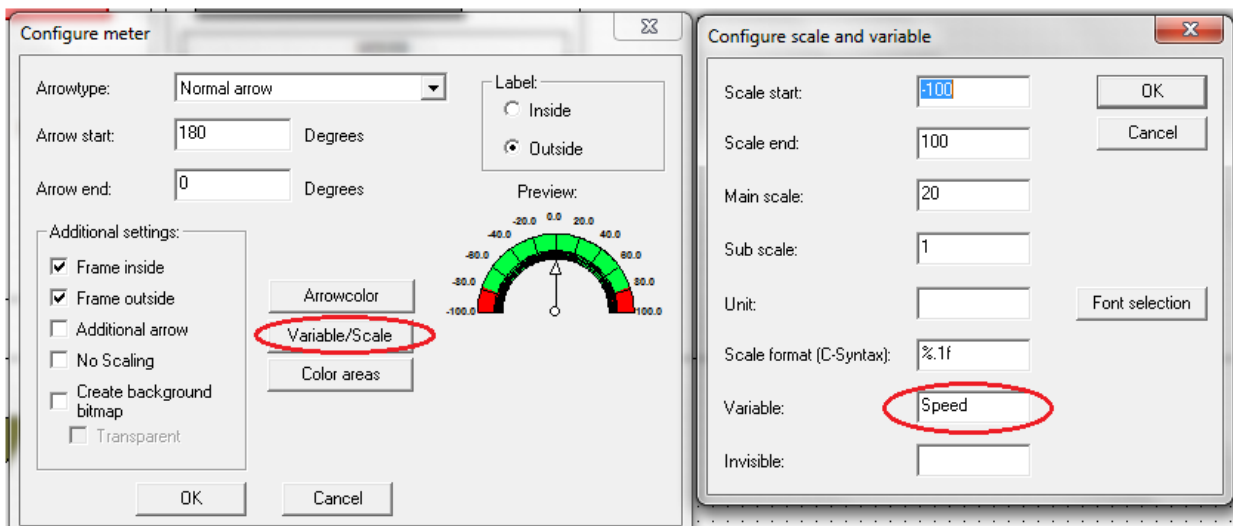 Configure meter
Arrowtype: Normal arrow
Arrow start: 180 Degrees
Arrow end: 0 Degrees
Label:
Inside
Outside
Preview:
-100.0 -80.0 -60.0 -40.0 -20.0 0.0 20.0 40.0 60.0 80.0 100.0
Additional settings:
Frame inside
Frame outside
Additional arrow
No Scaling
Create background
bitmap
Transparent
Arrowcolor
Variable/Scale
Color areas
OK Cancel
Configure scale and variable
Scale start: -100
Scale end: 100
Main scale: 20
Sub scale: 1
Unit:
Scale format (C-Syntax): %.1f
Variable: Speed
Invisible:
OK
Cancel
Font selection